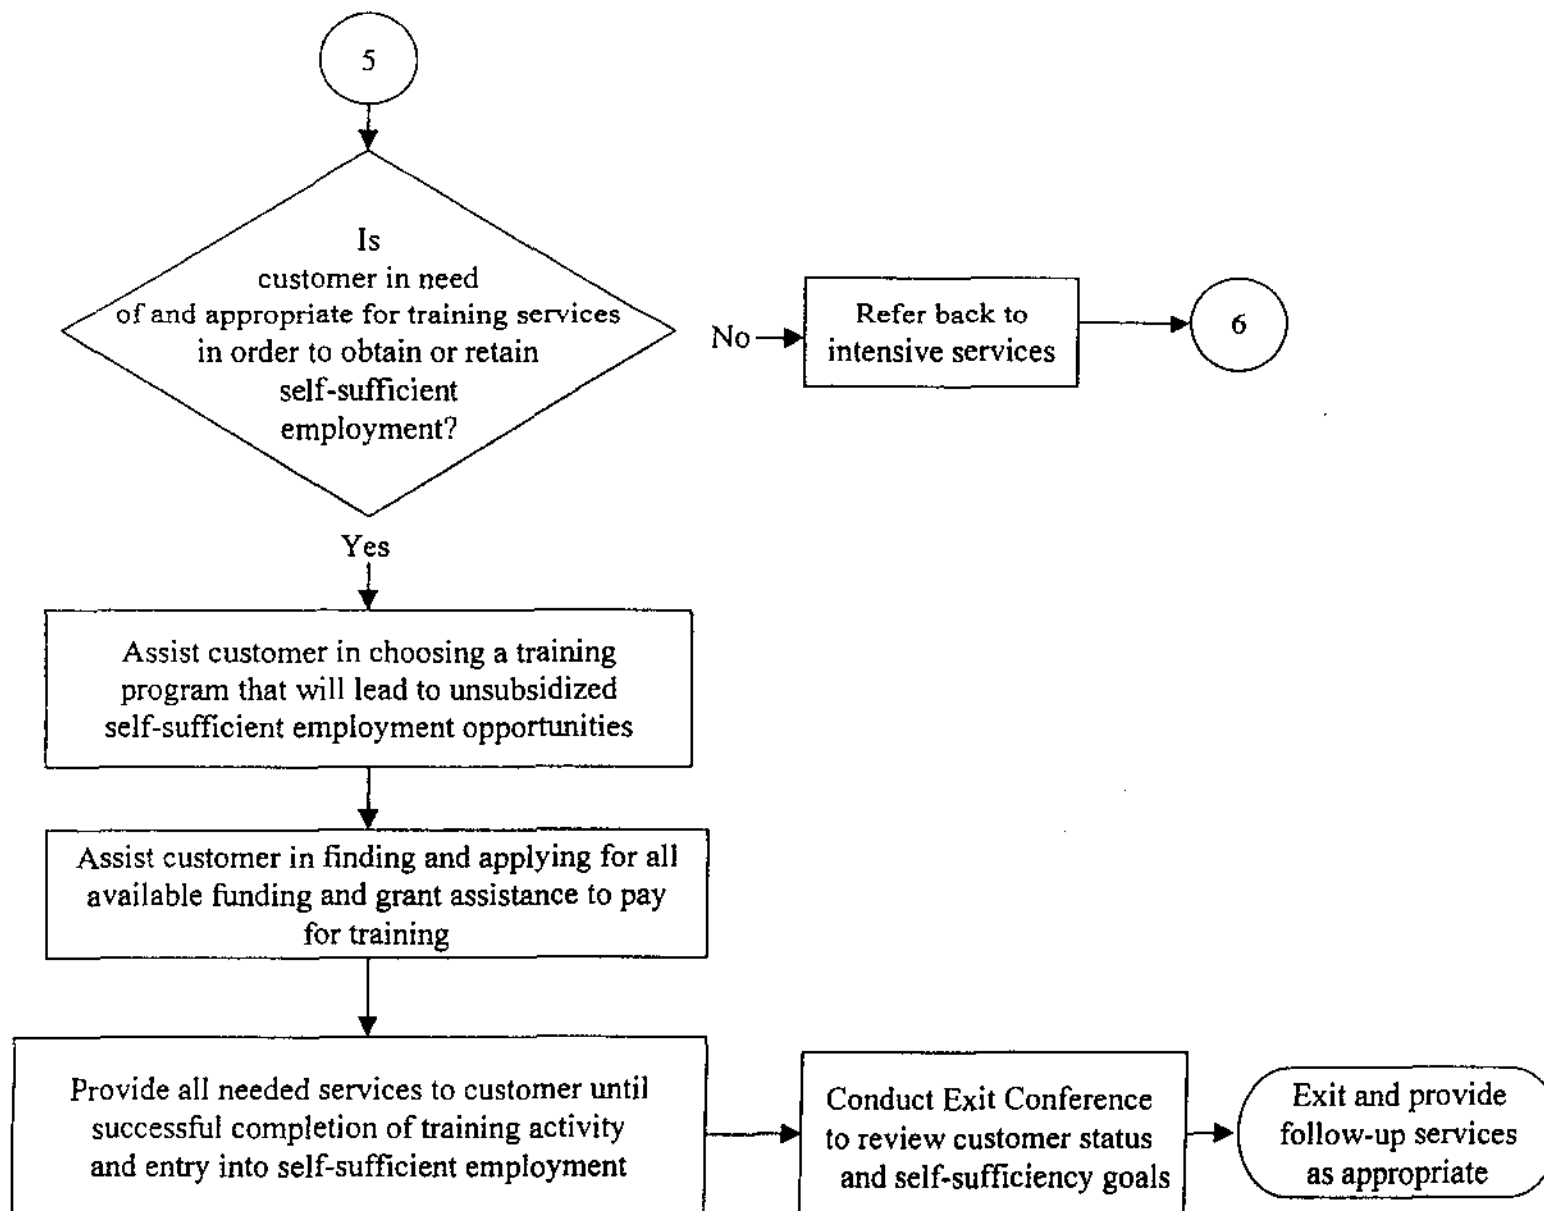 5
Is
customer in need
of and appropriate for training services
in order to obtain or retain
self-sufficient
employment?
No
Refer back to
intensive services
6
Yes
Assist customer in choosing a training
program that will lead to unsubsidized
self-sufficient employment opportunities
Assist customer in finding and applying for all
available funding and grant assistance to pay
for training
Provide all needed services to customer until
successful completion of training activity
and entry into self-sufficient employment
Conduct Exit Conference
to review customer status
and self-sufficiency goals
Exit and provide
follow-up services
as appropriate